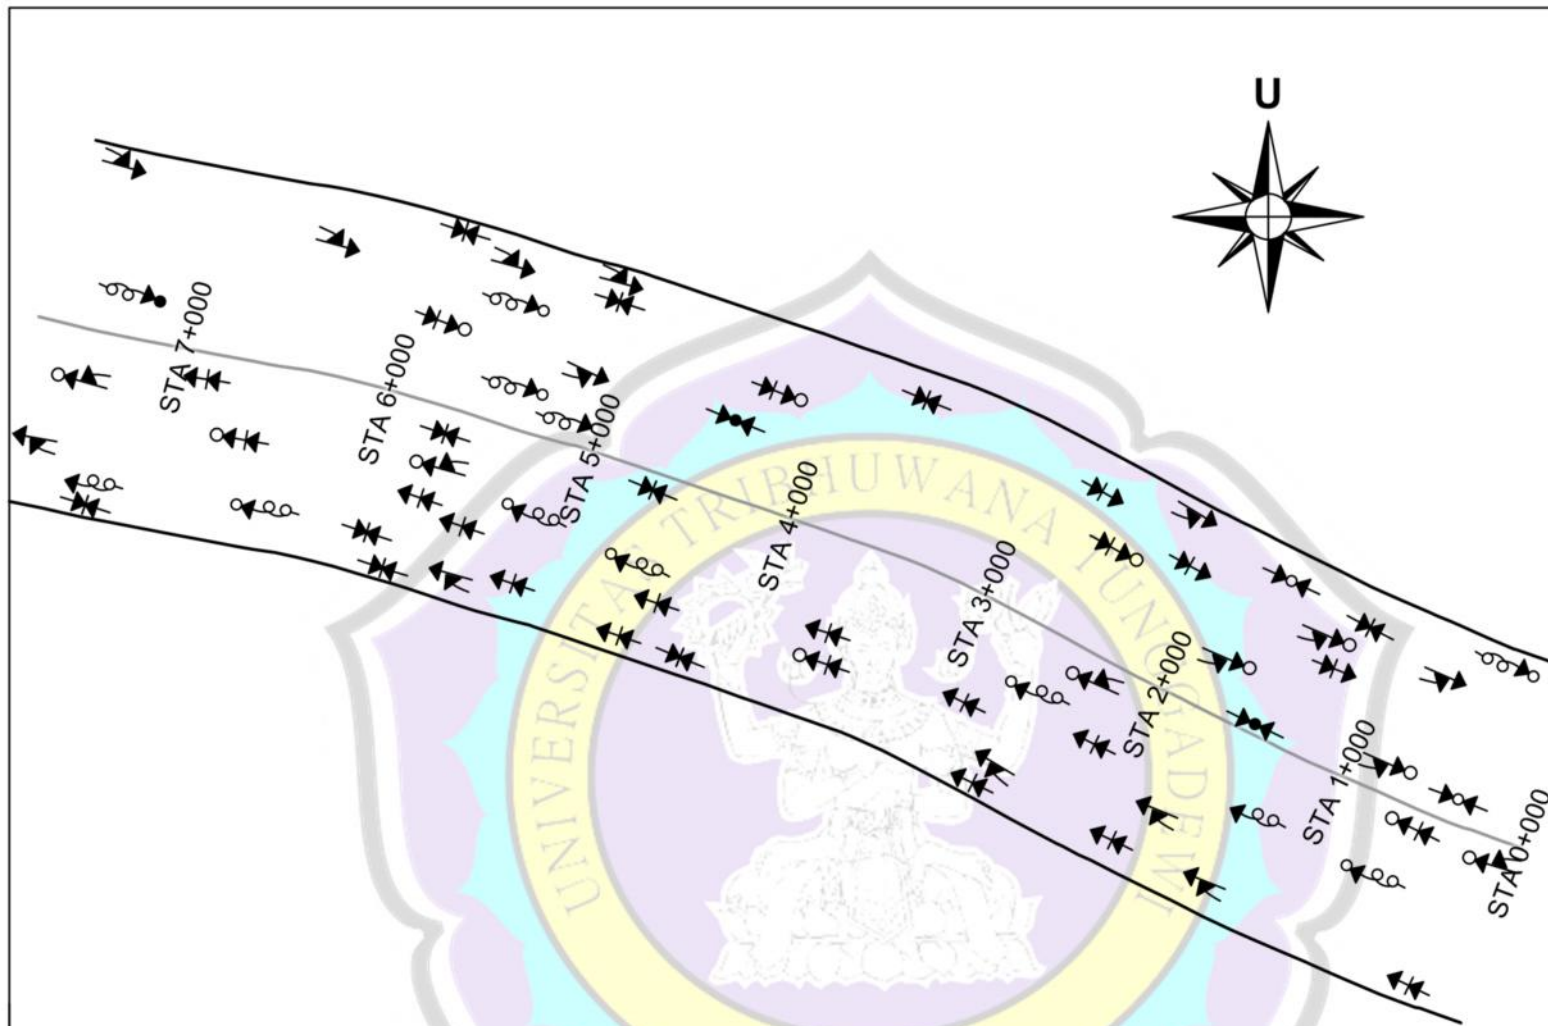 U
STA 7+000
STA 6+000
STA 5+000
STA 4+000
STA 3+000
STA 2+000
STA 1+000
STA 0+000
UNIVERSITAS TRIBHUWANA TUNGGADEWI